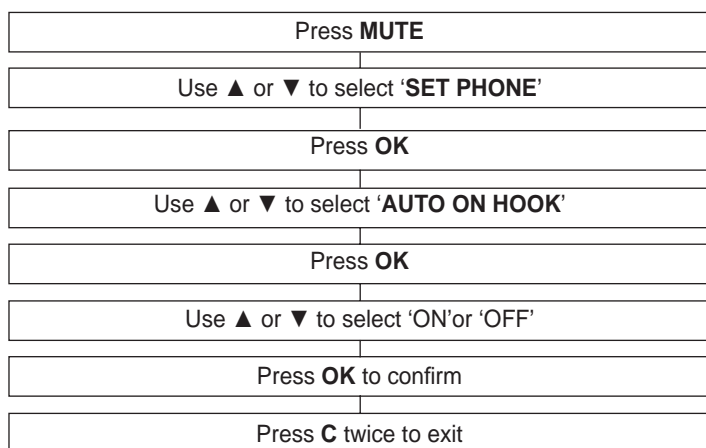 Press MUTE
Use ▲ or ▼ to select ‘SET PHONE’
Press OK
Use ▲ or ▼ to select ‘AUTO ON HOOK’
Press OK
Use ▲ or ▼ to select ‘ON’or ‘OFF’
Press OK to confirm
Press C twice to exit